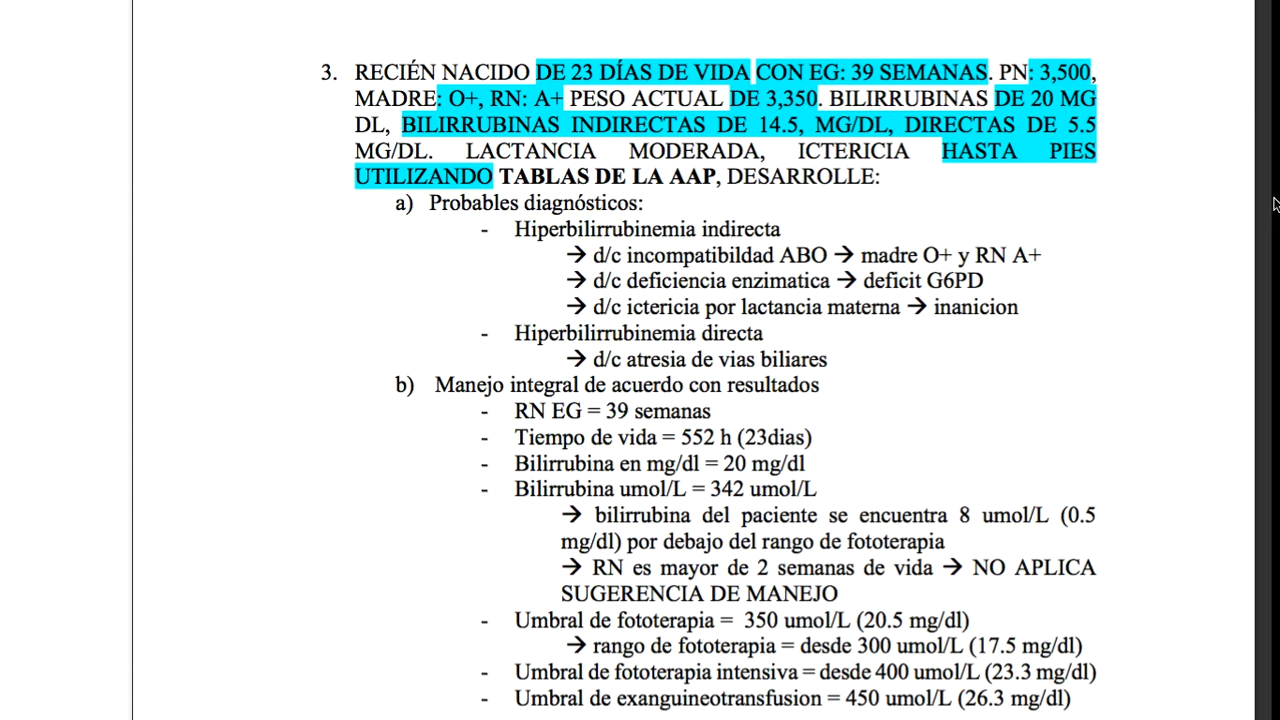 3. RECIÉN NACIDO DE 23 DÍAS DE VIDA CON EG: 39 SEMANAS. PN: 3,500,
MADRE: O+, RN: A+ PESO ACTUAL DE 3,350. BILIRRUBINAS DE 20 MG
DL, BILIRRUBINAS INDIRECTAS DE 14.5, MG/DL, DIRECTAS DE 5.5
MG/DL. LACTANCIA MODERADA, ICTERICIA HASTA PIES
UTILIZANDO TABLAS DE LA AAP, DESARROLLE:
a) Probables diagnósticos:
- Hiperbilirrubinemia indirecta
→ d/c incompatibildad ABO → madre O+ y RN A+
→ d/c deficiencia enzimatica → deficit G6PD
→ d/c ictericia por lactancia materna → inanicion
- Hiperbilirrubinemia directa
→ d/c atresia de vias biliares
b) Manejo integral de acuerdo con resultados
- RN EG = 39 semanas
- Tiempo de vida = 552 h (23dias)
- Bilirrubina en mg/dl = 20 mg/dl
- Bilirrubina umol/L = 342 umol/L
→ bilirrubina del paciente se encuentra 8 umol/L (0.5
mg/dl) por debajo del rango de fototerapia
→ RN es mayor de 2 semanas de vida → NO APLICA
SUGERENCIA DE MANEJO
- Umbral de fototerapia = 350 umol/L (20.5 mg/dl)
→ rango de fototerapia = desde 300 umol/L (17.5 mg/dl)
- Umbral de fototerapia intensiva = desde 400 umol/L (23.3 mg/dl)
- Umbral de exanguineotransfusion = 450 umol/L (26.3 mg/dl)